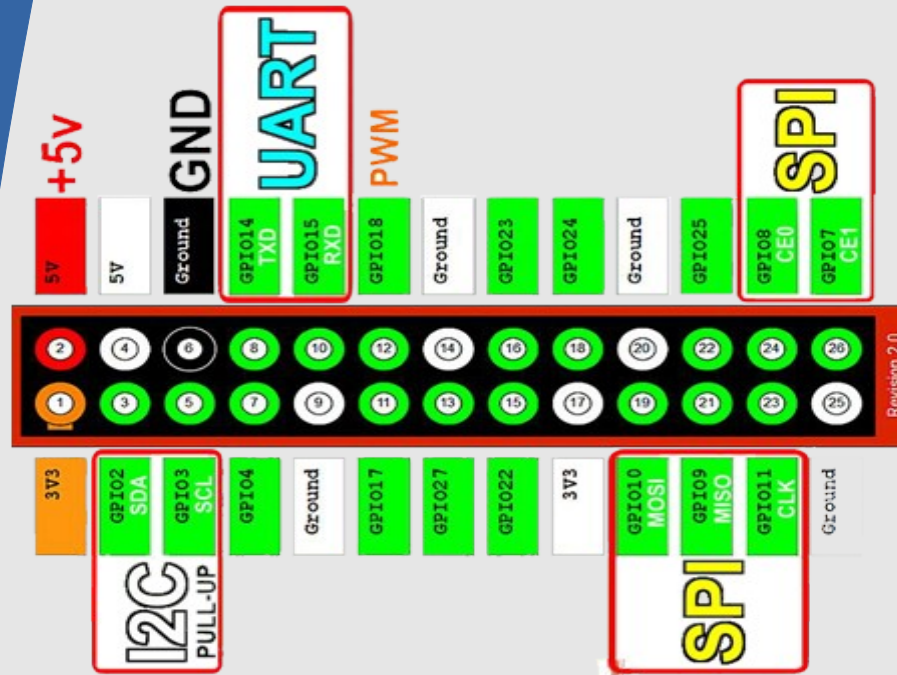 +5v
GND
UART
PWM
SPI
5V
5V
Ground
GPIO14
TXD
GPIO15
RXD
GPIO18
Ground
GPIO23
GPIO24
Ground
GPIO25
GPIO8
CE0
GPIO7
CE1
2 4 6 8 10 12 14 16 18 20 22 24 26
1 3 5 7 9 11 13 15 17 19 21 23 25
Revision 2.0
3V3
GPIO2
SDA
GPIO3
SCL
GPIO4
Ground
GPIO17
GPIO27
GPIO22
3V3
GPIO10
MOSI
GPIO9
MISO
GPIO11
CLK
Ground
I2C
PULL-UP
SPI